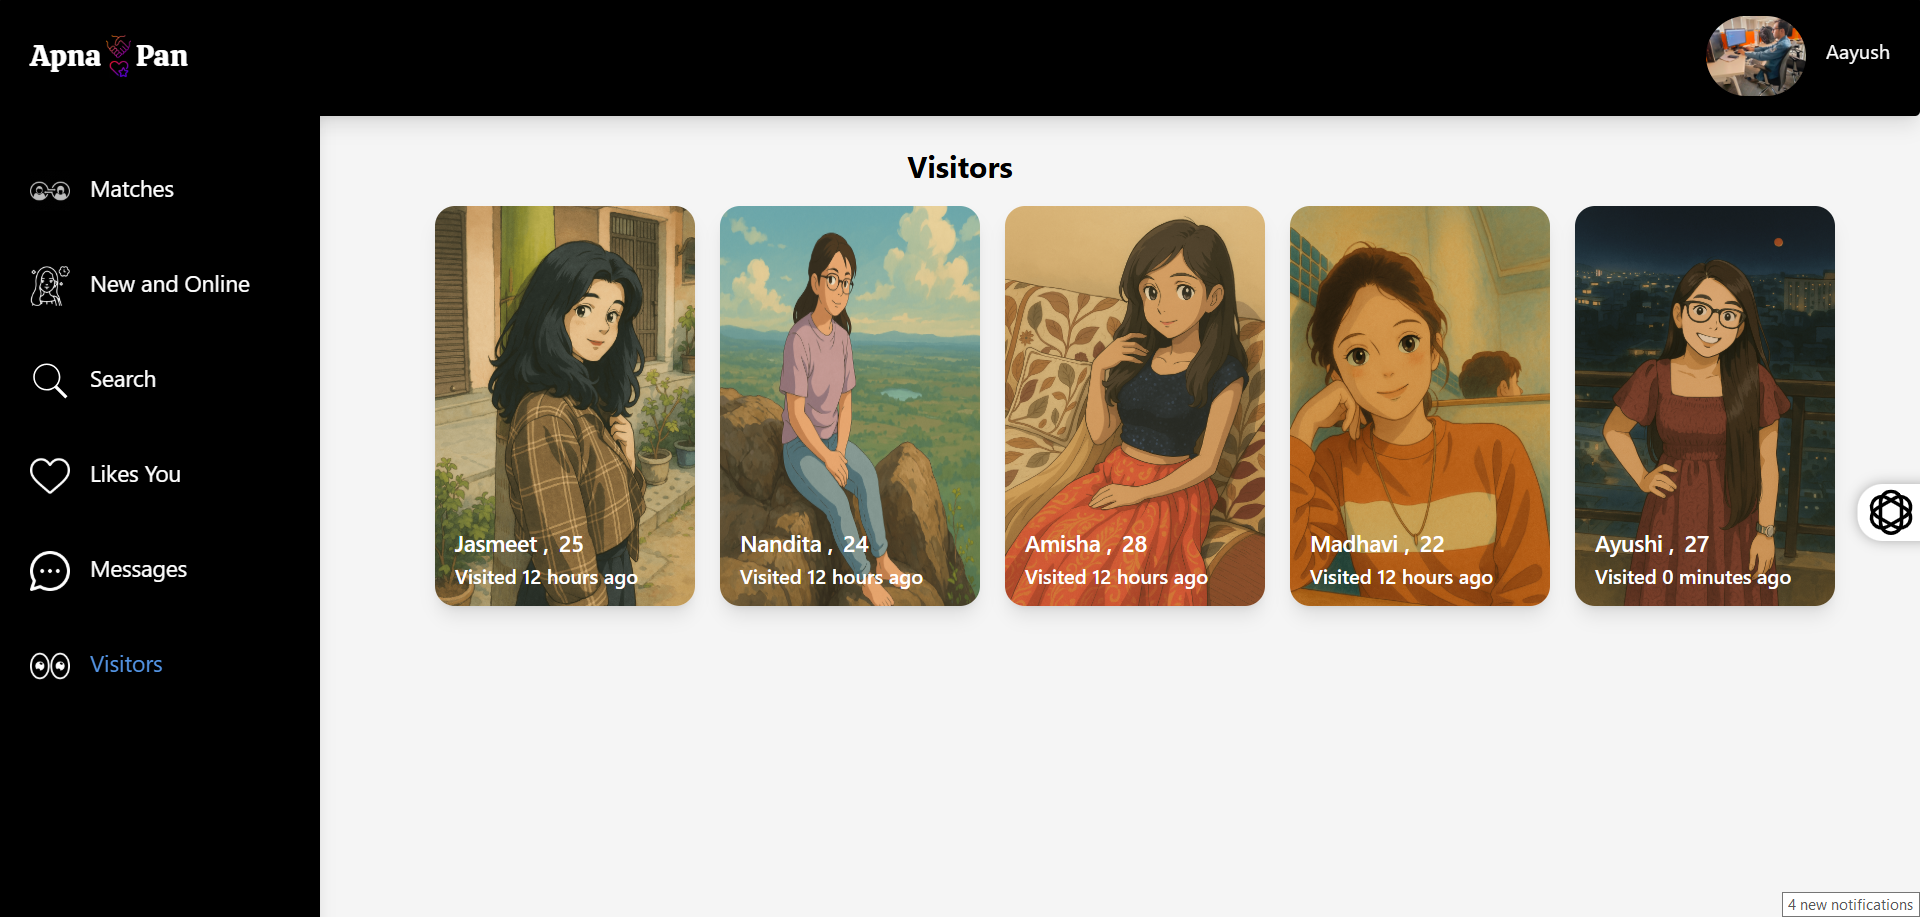 Apna Pan
Aayush
Matches
New and Online
Search
Likes You
Messages
Visitors
Visitors
Jasmeet , 25
Visited 12 hours ago
Nandita , 24
Visited 12 hours ago
Amisha , 28
Visited 12 hours ago
Madhavi , 22
Visited 12 hours ago
Ayushi , 27
Visited 0 minutes ago
4 new notifications